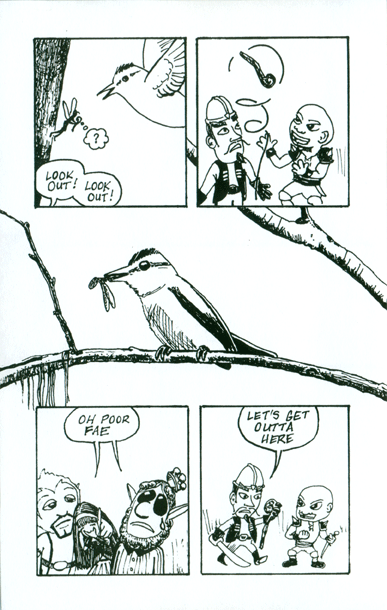 ?
LOOK
OUT!
LOOK
OUT!
OH POOR
FAE
LET'S GET
OUTTA
HERE